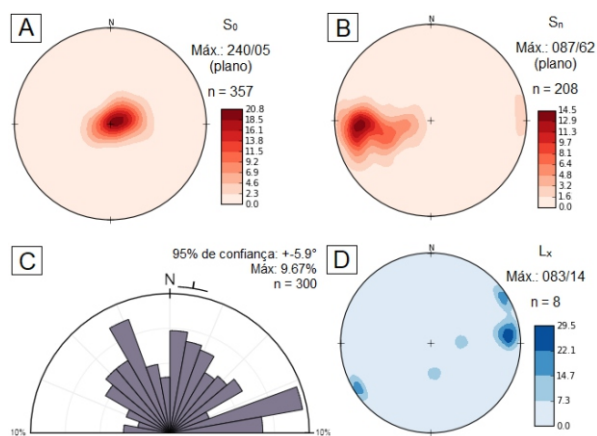 A
N
S₀
Máx.: 240/05
(plano)
n = 357
20.8
18.5
16.1
13.8
11.5
9.2
6.9
4.6
2.3
0.0
B
N
Sₙ
Máx.: 087/62
(plano)
n = 208
14.5
12.9
11.3
9.7
8.1
6.4
4.8
3.2
1.6
0.0
C
95% de confiança: +-5.9°
Máx: 9.67%
n = 300
N
10%
10%
D
N
Lₓ
Máx.: 083/14
n = 8
29.5
22.1
14.7
7.3
0.0